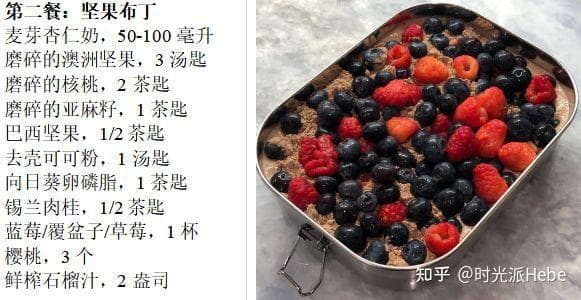 第二餐：坚果布丁
麦芽杏仁奶，50-100 毫升
磨碎的澳洲坚果，3 汤匙
磨碎的核桃，2 茶匙
磨碎的亚麻籽，1 茶匙
巴西坚果，1/2 茶匙
去壳可可粉，1 汤匙
向日葵卵磷脂，1 茶匙
锡兰肉桂，1/2 茶匙
蓝莓/覆盆子/草莓，1 杯
樱桃，3 个
鲜榨石榴汁，2 盎司
知乎 @时光派Hebe